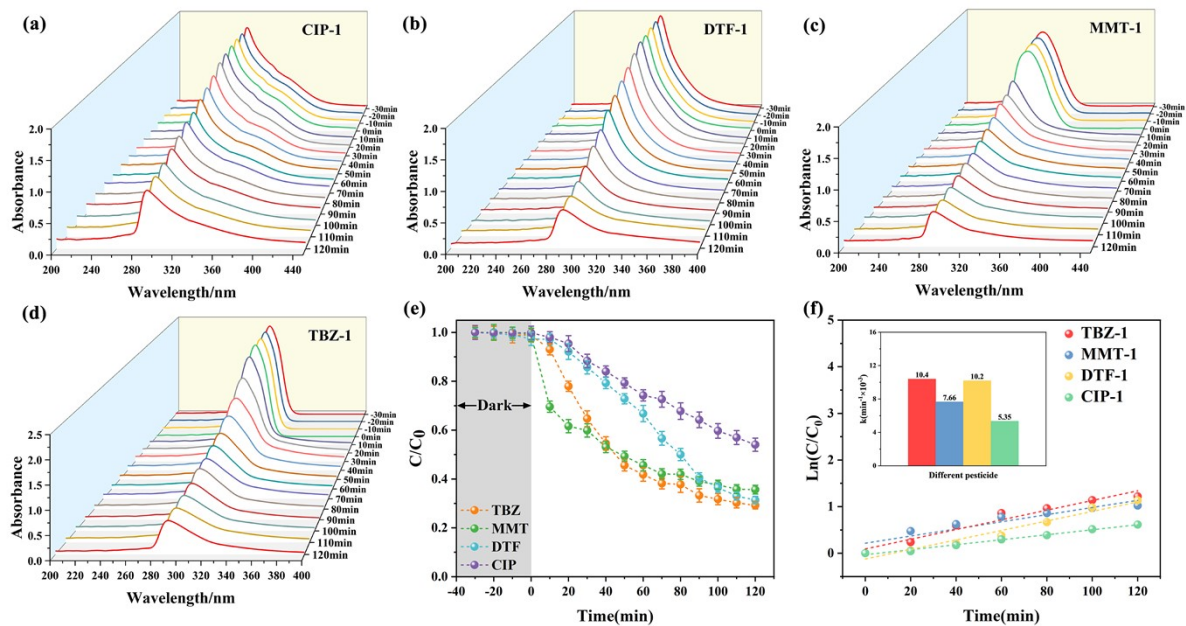 (a)
CIP-1
2.0
1.5
1.0
0.5
0.0
Absorbance
200 240 280 320 360 400 440
Wavelength/nm
-30min
-20min
-10min
0min
10min
20min
30min
40min
50min
60min
70min
80min
90min
100min
110min
120min
(b)
DTF-1
2.0
1.5
1.0
0.5
0.0
Absorbance
200 220 240 260 280 300 320 340 360 380 400
Wavelength/nm
-30min
-20min
-10min
0min
10min
20min
30min
40min
50min
60min
70min
80min
90min
100min
110min
120min
(c)
MMT-1
2.0
1.5
1.0
0.5
0.0
Absorbance
200 240 280 320 360 400 440
Wavelength/nm
-30min
-20min
-10min
0min
10min
20min
30min
40min
50min
60min
70min
80min
90min
100min
110min
120min
(d)
TBZ-1
2.5
2.0
1.5
1.0
0.5
0.0
Absorbance
200 220 240 260 280 300 320 340 360 380 400
Wavelength/nm
-30min
-20min
-10min
0min
10min
20min
30min
40min
50min
60min
70min
80min
90min
100min
110min
120min
(e)
1.0
0.8
0.6
0.4
0.2
0.0
C/C0
Dark
TBZ
MMT
DTF
CIP
-40 -20 0 20 40 60 80 100 120
Time(min)
(f)
5
4
3
2
1
0
Ln(C/C0)
TBZ-1
MMT-1
DTF-1
CIP-1
16
12
8
4
0
k(min⁻¹×10⁻³)
10.4
7.66
10.2
5.35
Different pesticide
0 20 40 60 80 100 120
Time(min)